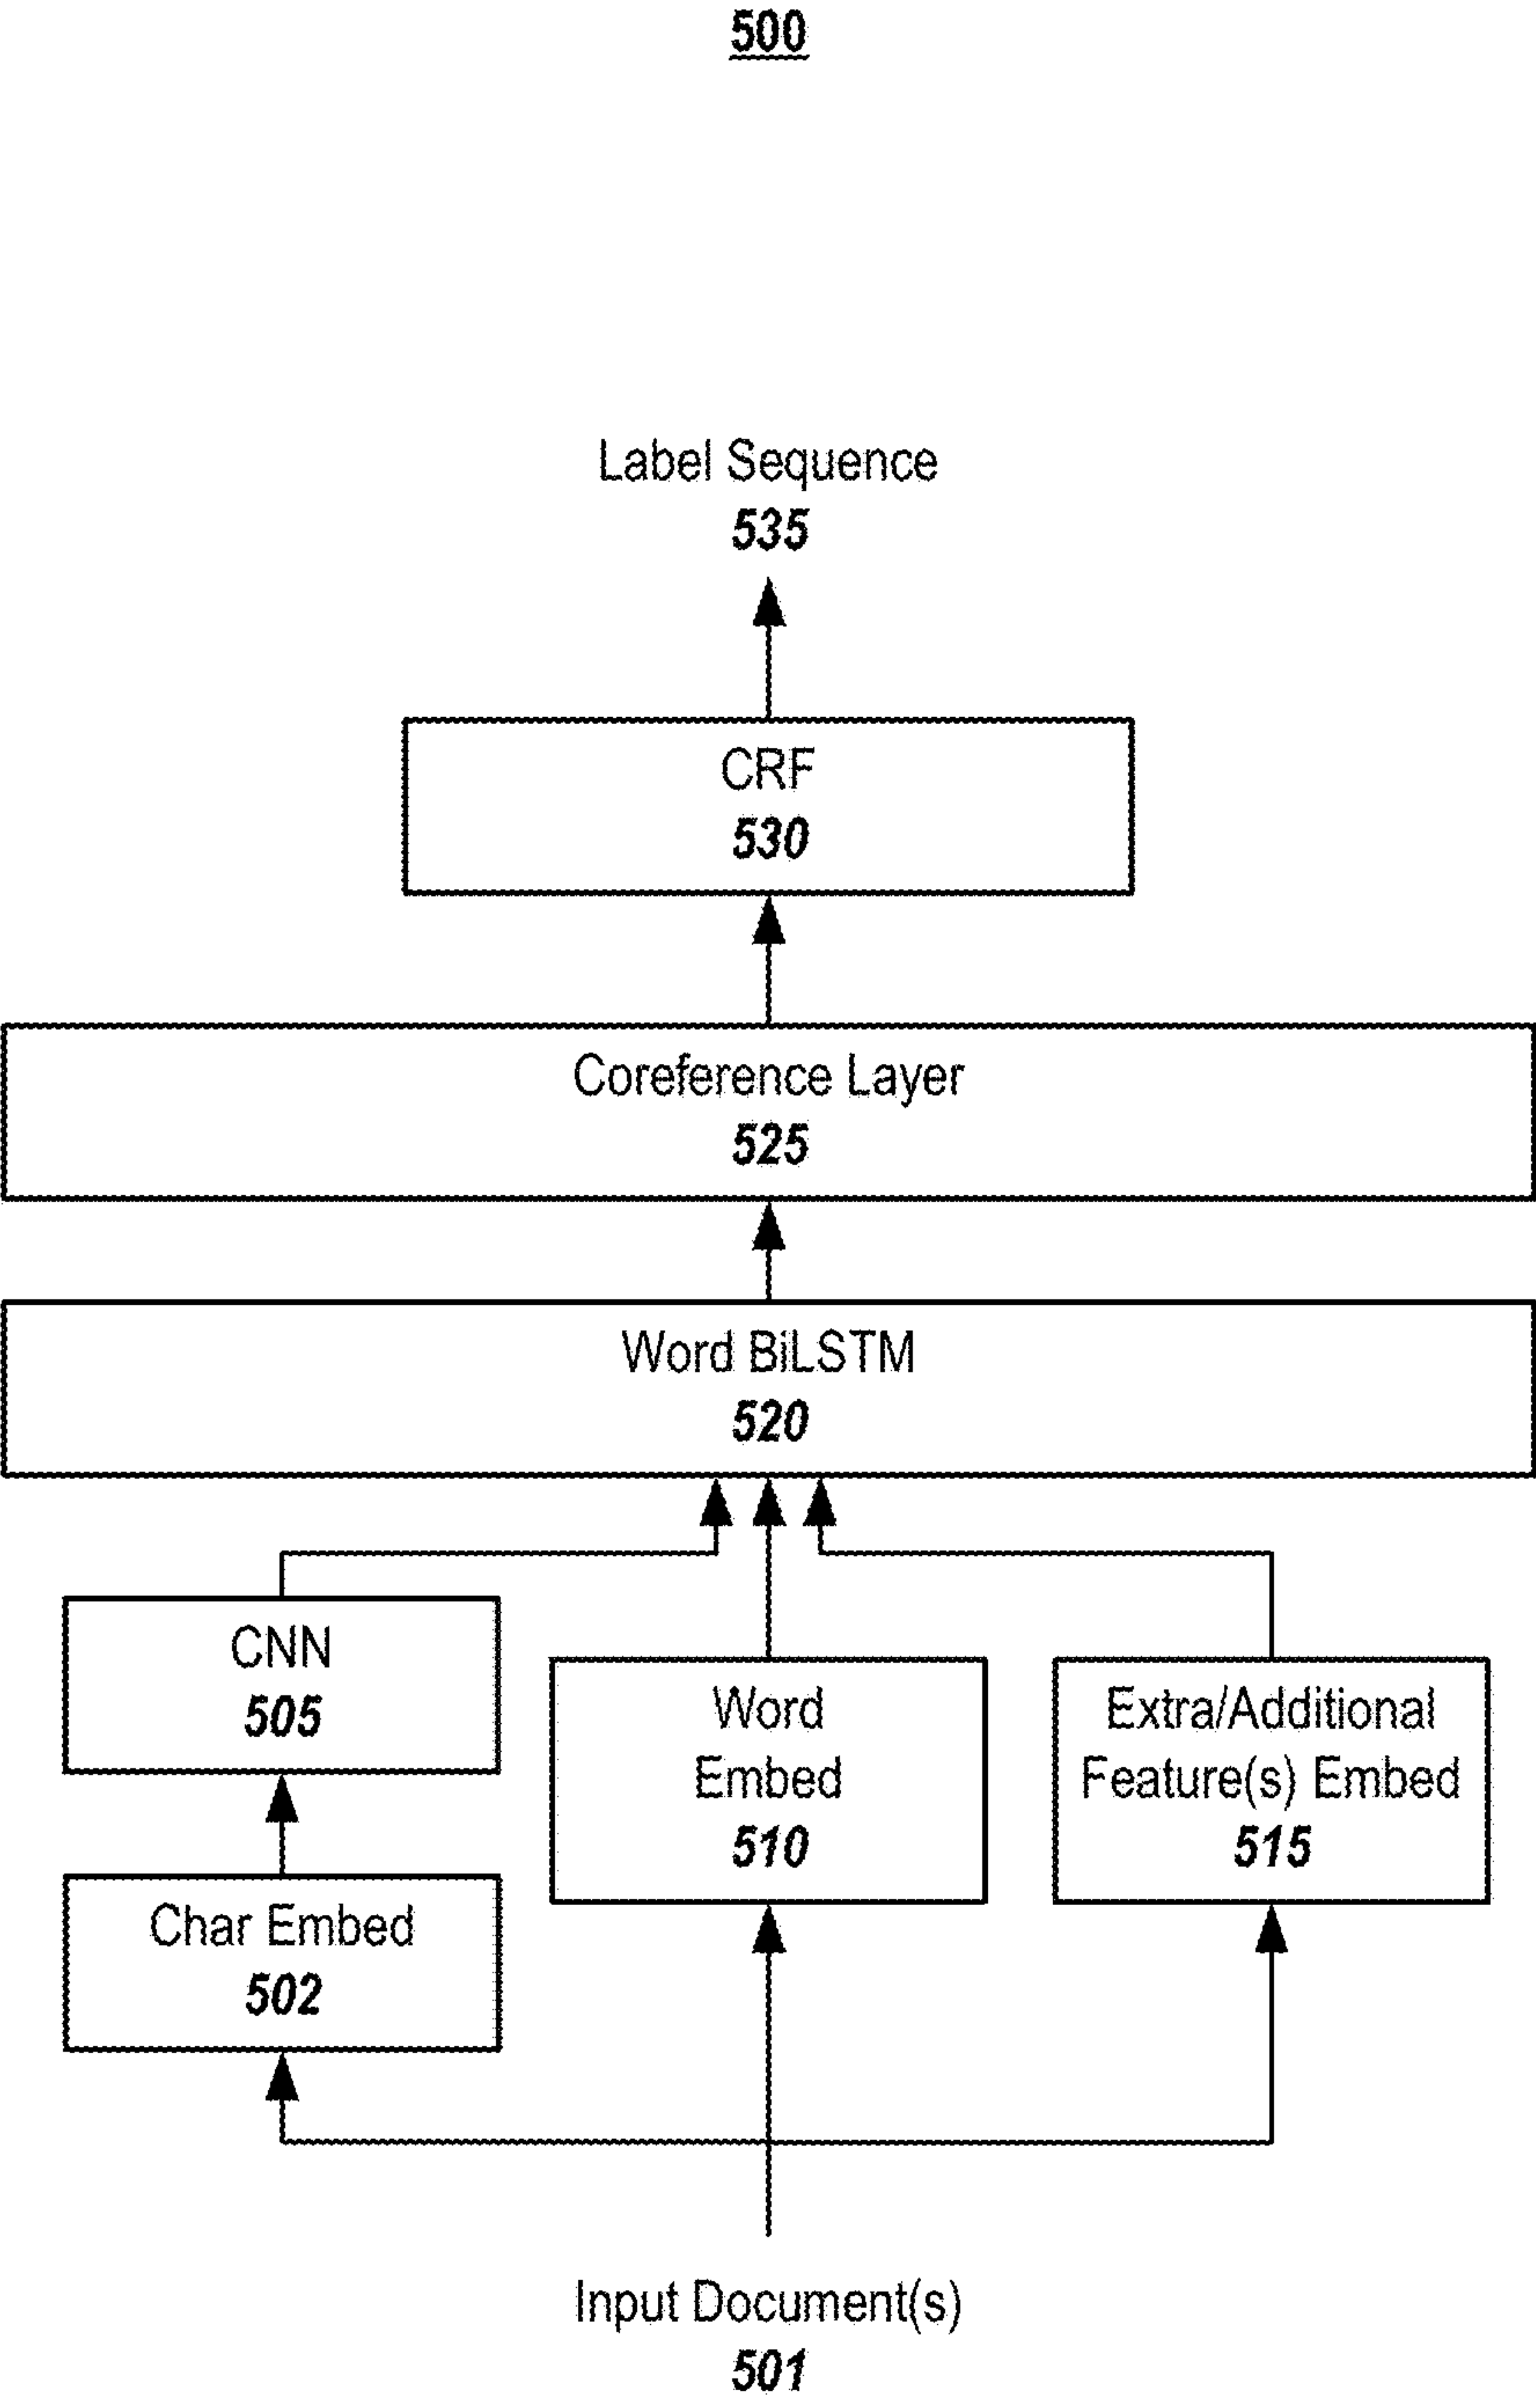 500
Label Sequence
535
CRF
530
Coreference Layer
525
Word BiLSTM
520
CNN
505
Char Embed
502
Word
Embed
510
Extra/Additional
Feature(s) Embed
515
Input Document(s)
501